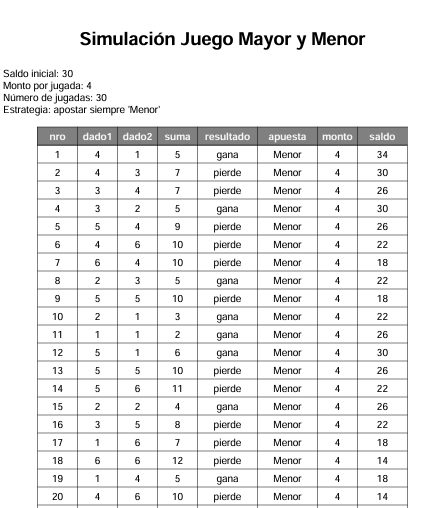 Simulación Juego Mayor y Menor
Saldo inicial: 30
Monto por jugada: 4
Número de jugadas: 30
Estrategia: apostar siempre 'Menor'
nro dado1 dado2 suma resultado apuesta monto saldo
1 4 1 5 gana Menor 4 34
2 4 3 7 pierde Menor 4 30
3 3 4 7 pierde Menor 4 26
4 3 2 5 gana Menor 4 30
5 5 4 9 pierde Menor 4 26
6 4 6 10 pierde Menor 4 22
7 6 4 10 pierde Menor 4 18
8 2 3 5 gana Menor 4 22
9 5 5 10 pierde Menor 4 18
10 2 1 3 gana Menor 4 22
11 1 1 2 gana Menor 4 26
12 5 1 6 gana Menor 4 30
13 5 5 10 pierde Menor 4 26
14 5 6 11 pierde Menor 4 22
15 2 2 4 gana Menor 4 26
16 3 5 8 pierde Menor 4 22
17 1 6 7 pierde Menor 4 18
18 6 6 12 pierde Menor 4 14
19 1 4 5 gana Menor 4 18
20 4 6 10 pierde Menor 4 14